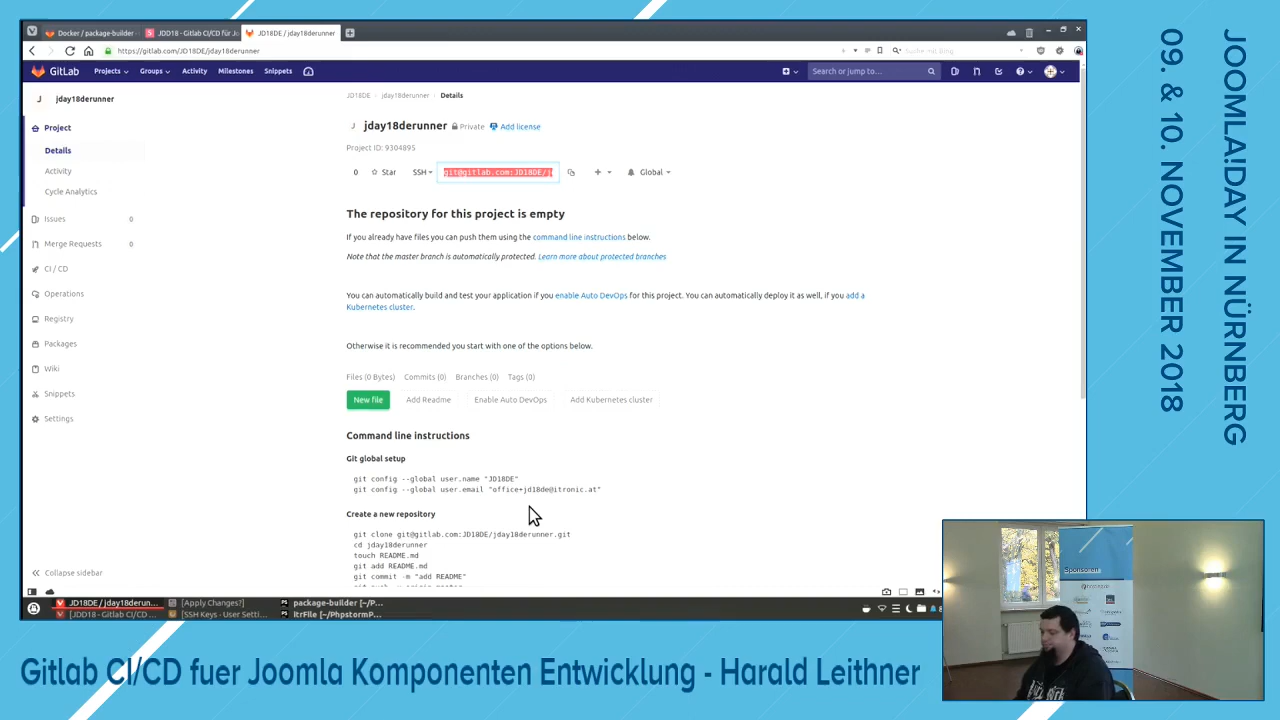 Docker / package-builder
JDD18 - Gitlab CI/CD für Jo
JD18DE / jday18derunner
https://gitlab.com/JD18DE/jday18derunner
Suche mit Bing
GitLab
Projects
Groups
Activity
Milestones
Snippets
Search or jump to...
J jday18derunner
Project
Details
Activity
Cycle Analytics
Issues 0
Merge Requests 0
CI / CD
Operations
Registry
Packages
Wiki
Snippets
Settings
Collapse sidebar
JD18DE jday18derunner Details
J jday18derunner Private Add license
Project ID: 9304895
0 Star SSH git@gitlab.com:JD18DE/j Global
The repository for this project is empty
If you already have files you can push them using the command line instructions below.
Note that the master branch is automatically protected. Learn more about protected branches
You can automatically build and test your application if you enable Auto DevOps for this project. You can automatically deploy it as well, if you add a
Kubernetes cluster.
Otherwise it is recommended you start with one of the options below.
Files (0 Bytes) Commits (0) Branches (0) Tags (0)
New file Add Readme Enable Auto DevOps Add Kubernetes cluster
Command line instructions
Git global setup
git config --global user.name "JD18DE"
git config --global user.email "office+jd18de@itronic.at"
Create a new repository
git clone git@gitlab.com:JD18DE/jday18derunner.git
cd jday18derunner
touch README.md
git add README.md
git commit -m "add README"
JD18DE / jday18derun...
[Apply Changes?]
package-builder [~/P...
[JDD18 - Gitlab CI/CD ...
[SSH Keys · User Setti...
itrFile [~/PhpstormP...
JOOMLA!DAY IN NÜRNBERG
09. & 10. NOVEMBER 2018
Sponsoren
Gitlab CI/CD fuer Joomla Komponenten Entwicklung - Harald Leithner